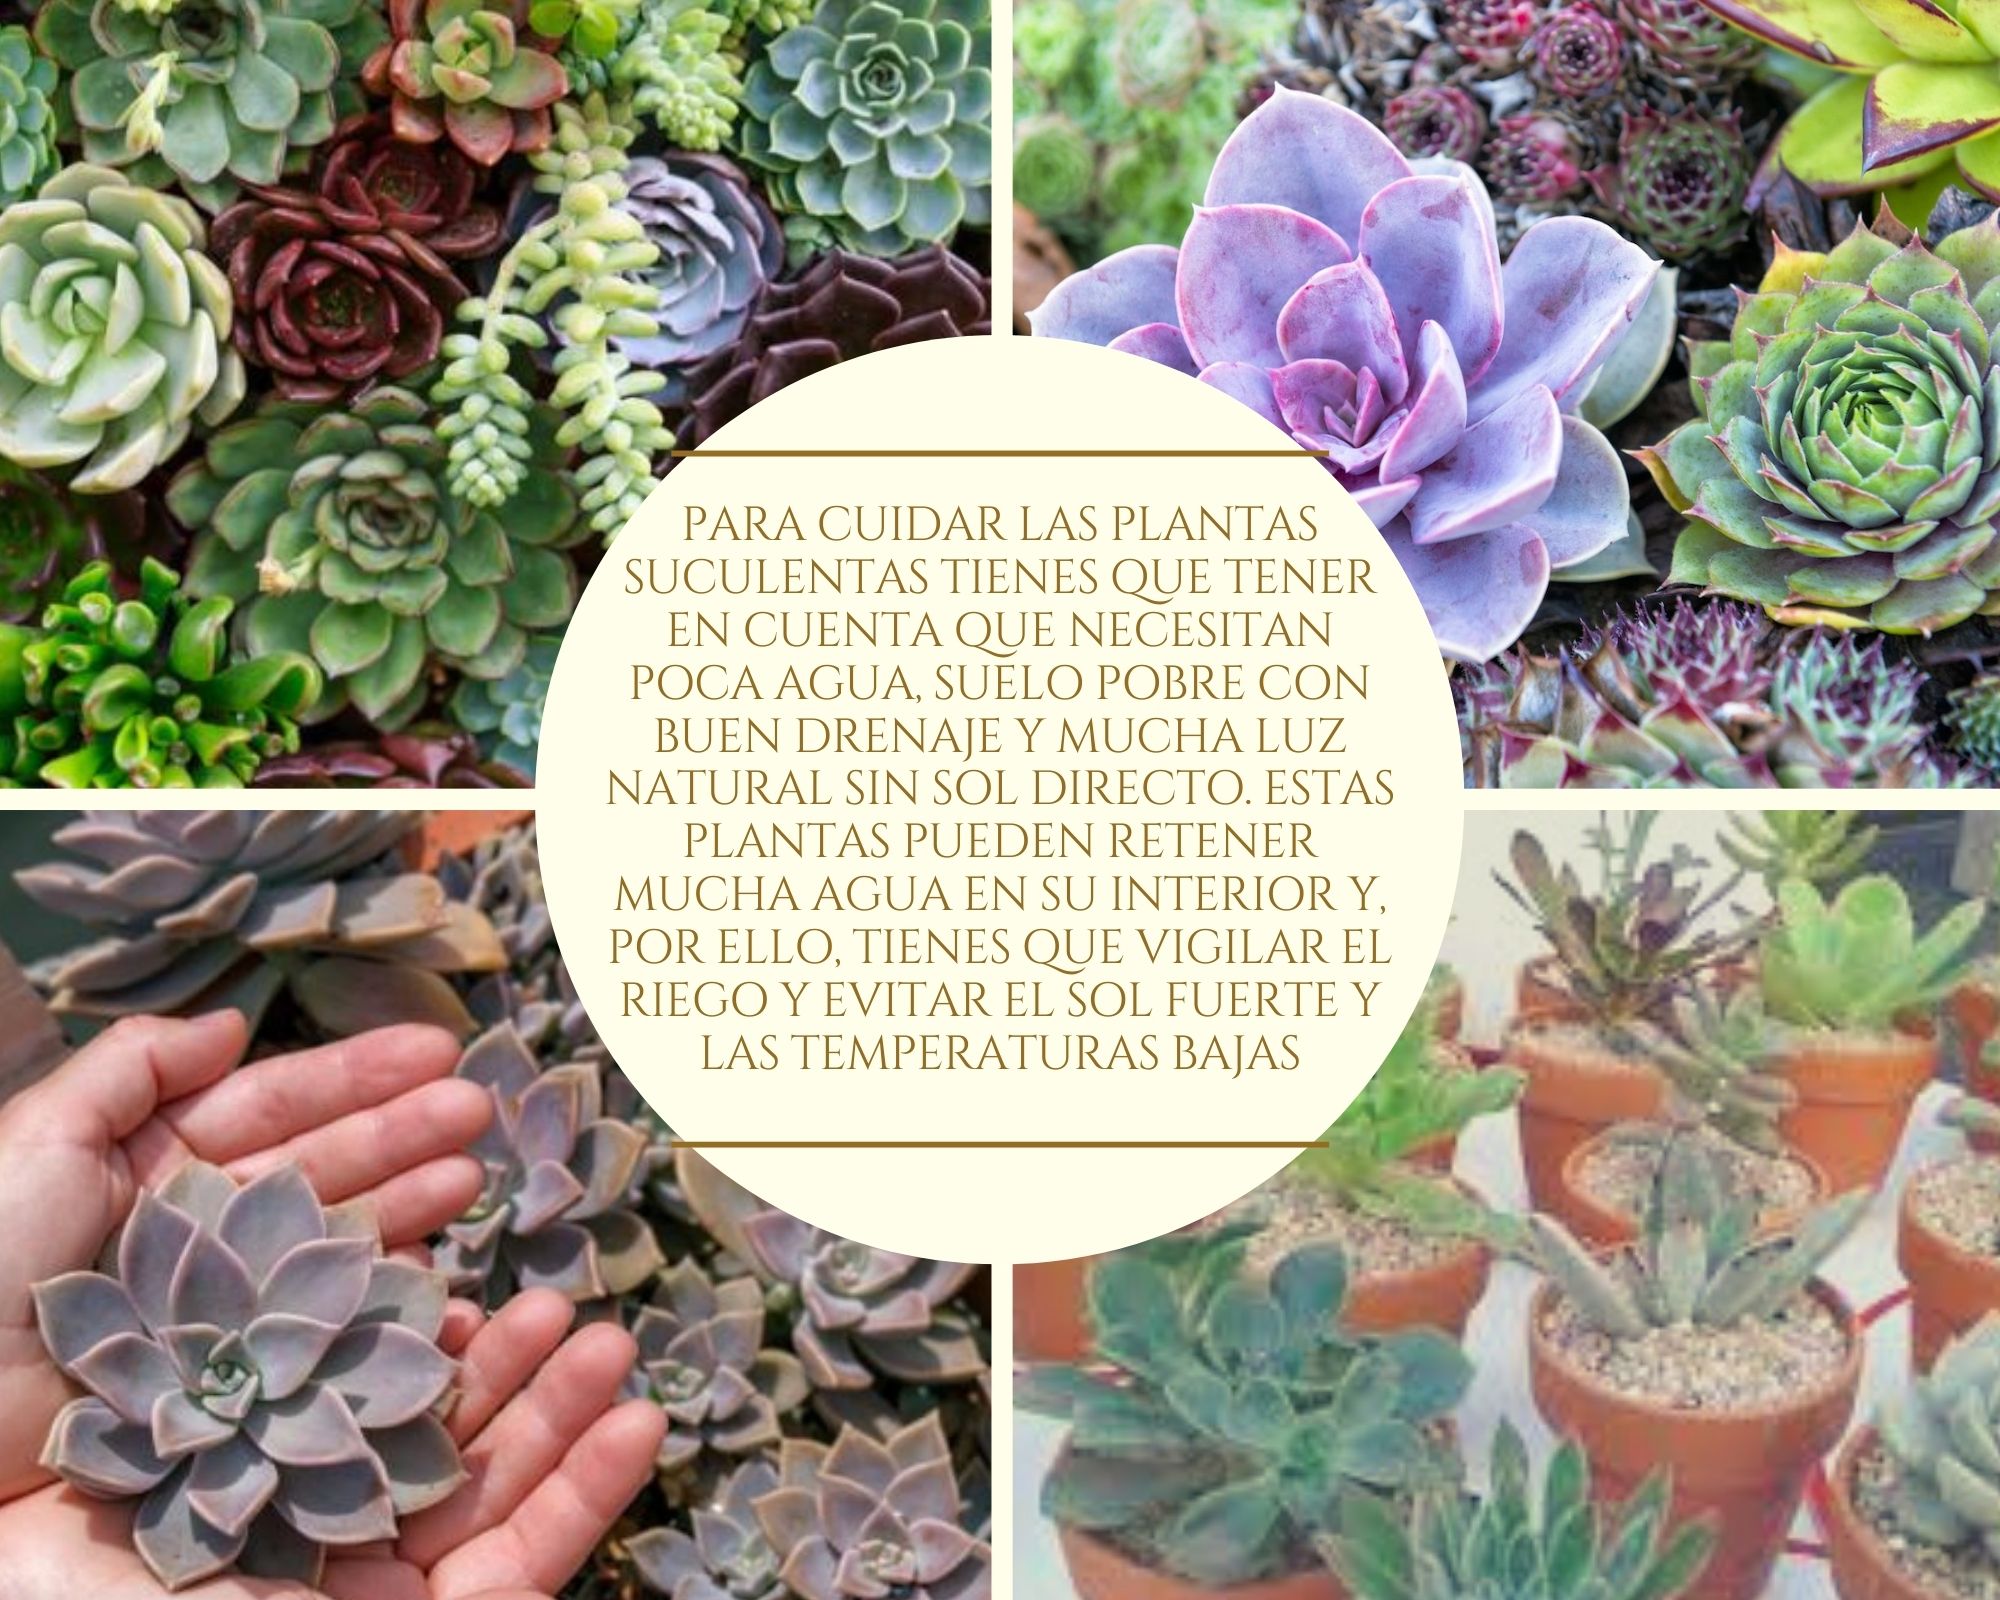 PARA CUIDAR LAS PLANTAS
SUCULENTAS TIENES QUE TENER
EN CUENTA QUE NECESITAN
POCA AGUA, SUELO POBRE CON
BUEN DRENAJE Y MUCHA LUZ
NATURAL SIN SOL DIRECTO. ESTAS
PLANTAS PUEDEN RETENER
MUCHA AGUA EN SU INTERIOR Y,
POR ELLO, TIENES QUE VIGILAR EL
RIEGO Y EVITAR EL SOL FUERTE Y
LAS TEMPERATURAS BAJAS